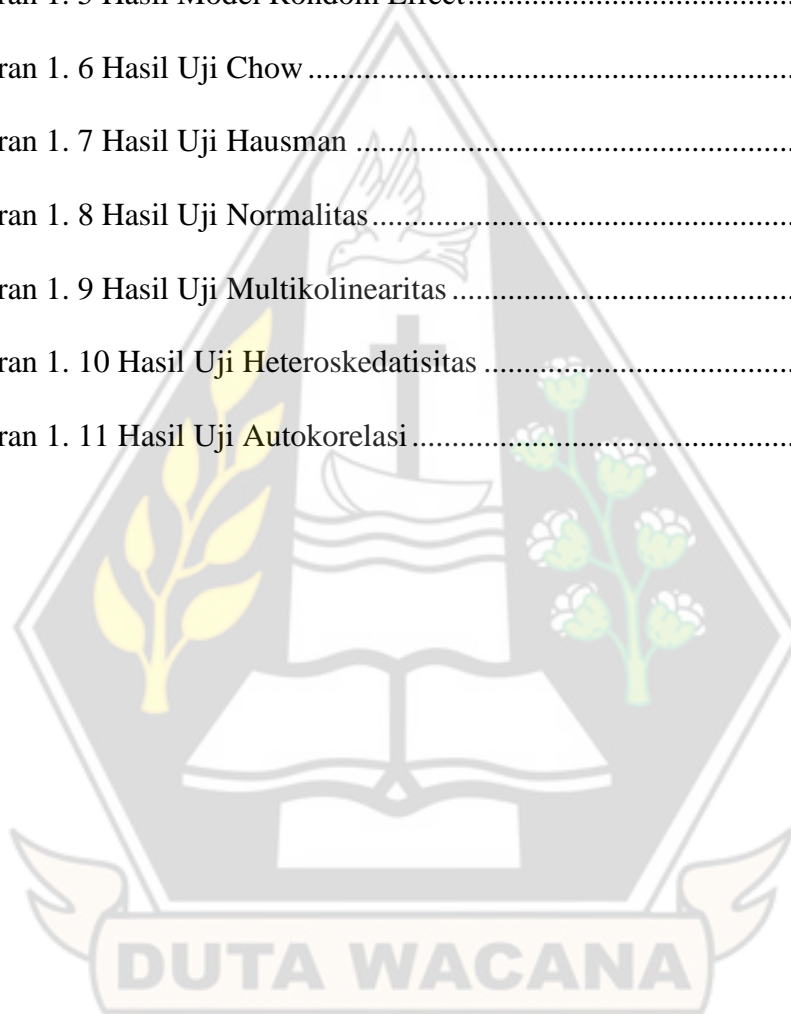 ran 1. 5 Hasil Model Rondom Effect........................................
ran 1. 6 Hasil Uji Chow............................................................
ran 1. 7 Hasil Uji Hausman ......................................................
ran 1. 8 Hasil Uji Normalitas....................................................
ran 1. 9 Hasil Uji Multikolinearitas..........................................
ran 1. 10 Hasil Uji Heteroskedatisitas ......................................
ran 1. 11 Hasil Uji Autokorelasi...............................................
DUTA WACANA